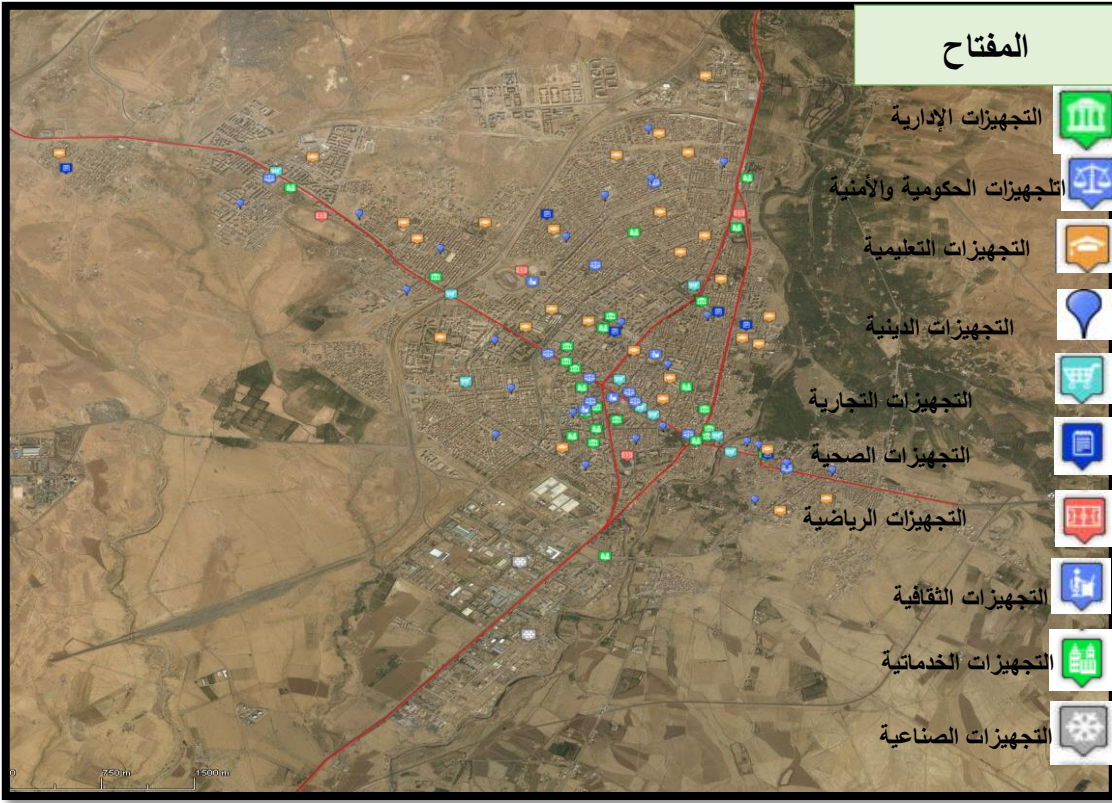 المفتاح
التجهيزات الإدارية
اتلجهيزات الحكومية والأمنية
التجهيزات التعليمية
التجهيزات الدينية
التجهيزات التجارية
التجهيزات الصحية
التجهيزات الرياضية
التجهيزات الثقافية
التجهيزات الخدماتية
التجهيزات الصناعية
0 750 m 1500 m